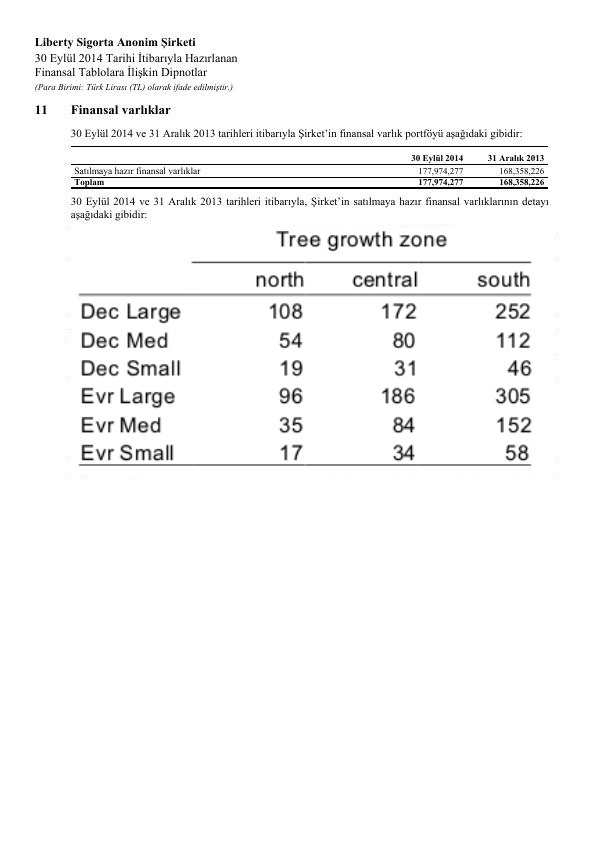 Liberty Sigorta Anonim Şirketi
30 Eylül 2014 Tarihi İtibarıyla Hazırlanan
Finansal Tablolara İlişkin Dipnotlar
(Para Birimi: Türk Lirası (TL) olarak ifade edilmiştir.)
11 Finansal varlıklar
30 Eylül 2014 ve 31 Aralık 2013 tarihleri itibarıyla Şirket’in finansal varlık portföyü aşağıdaki gibidir:
30 Eylül 2014 31 Aralık 2013
Satılmaya hazır finansal varlıklar 177,974,277 168,358,226
Toplam 177,974,277 168,358,226
30 Eylül 2014 ve 31 Aralık 2013 tarihleri itibarıyla, Şirket’in satılmaya hazır finansal varlıklarının detayı
aşağıdaki gibidir:
Tree growth zone
north central south
Dec Large 108 172 252
Dec Med 54 80 112
Dec Small 19 31 46
Evr Large 96 186 305
Evr Med 35 84 152
Evr Small 17 34 58